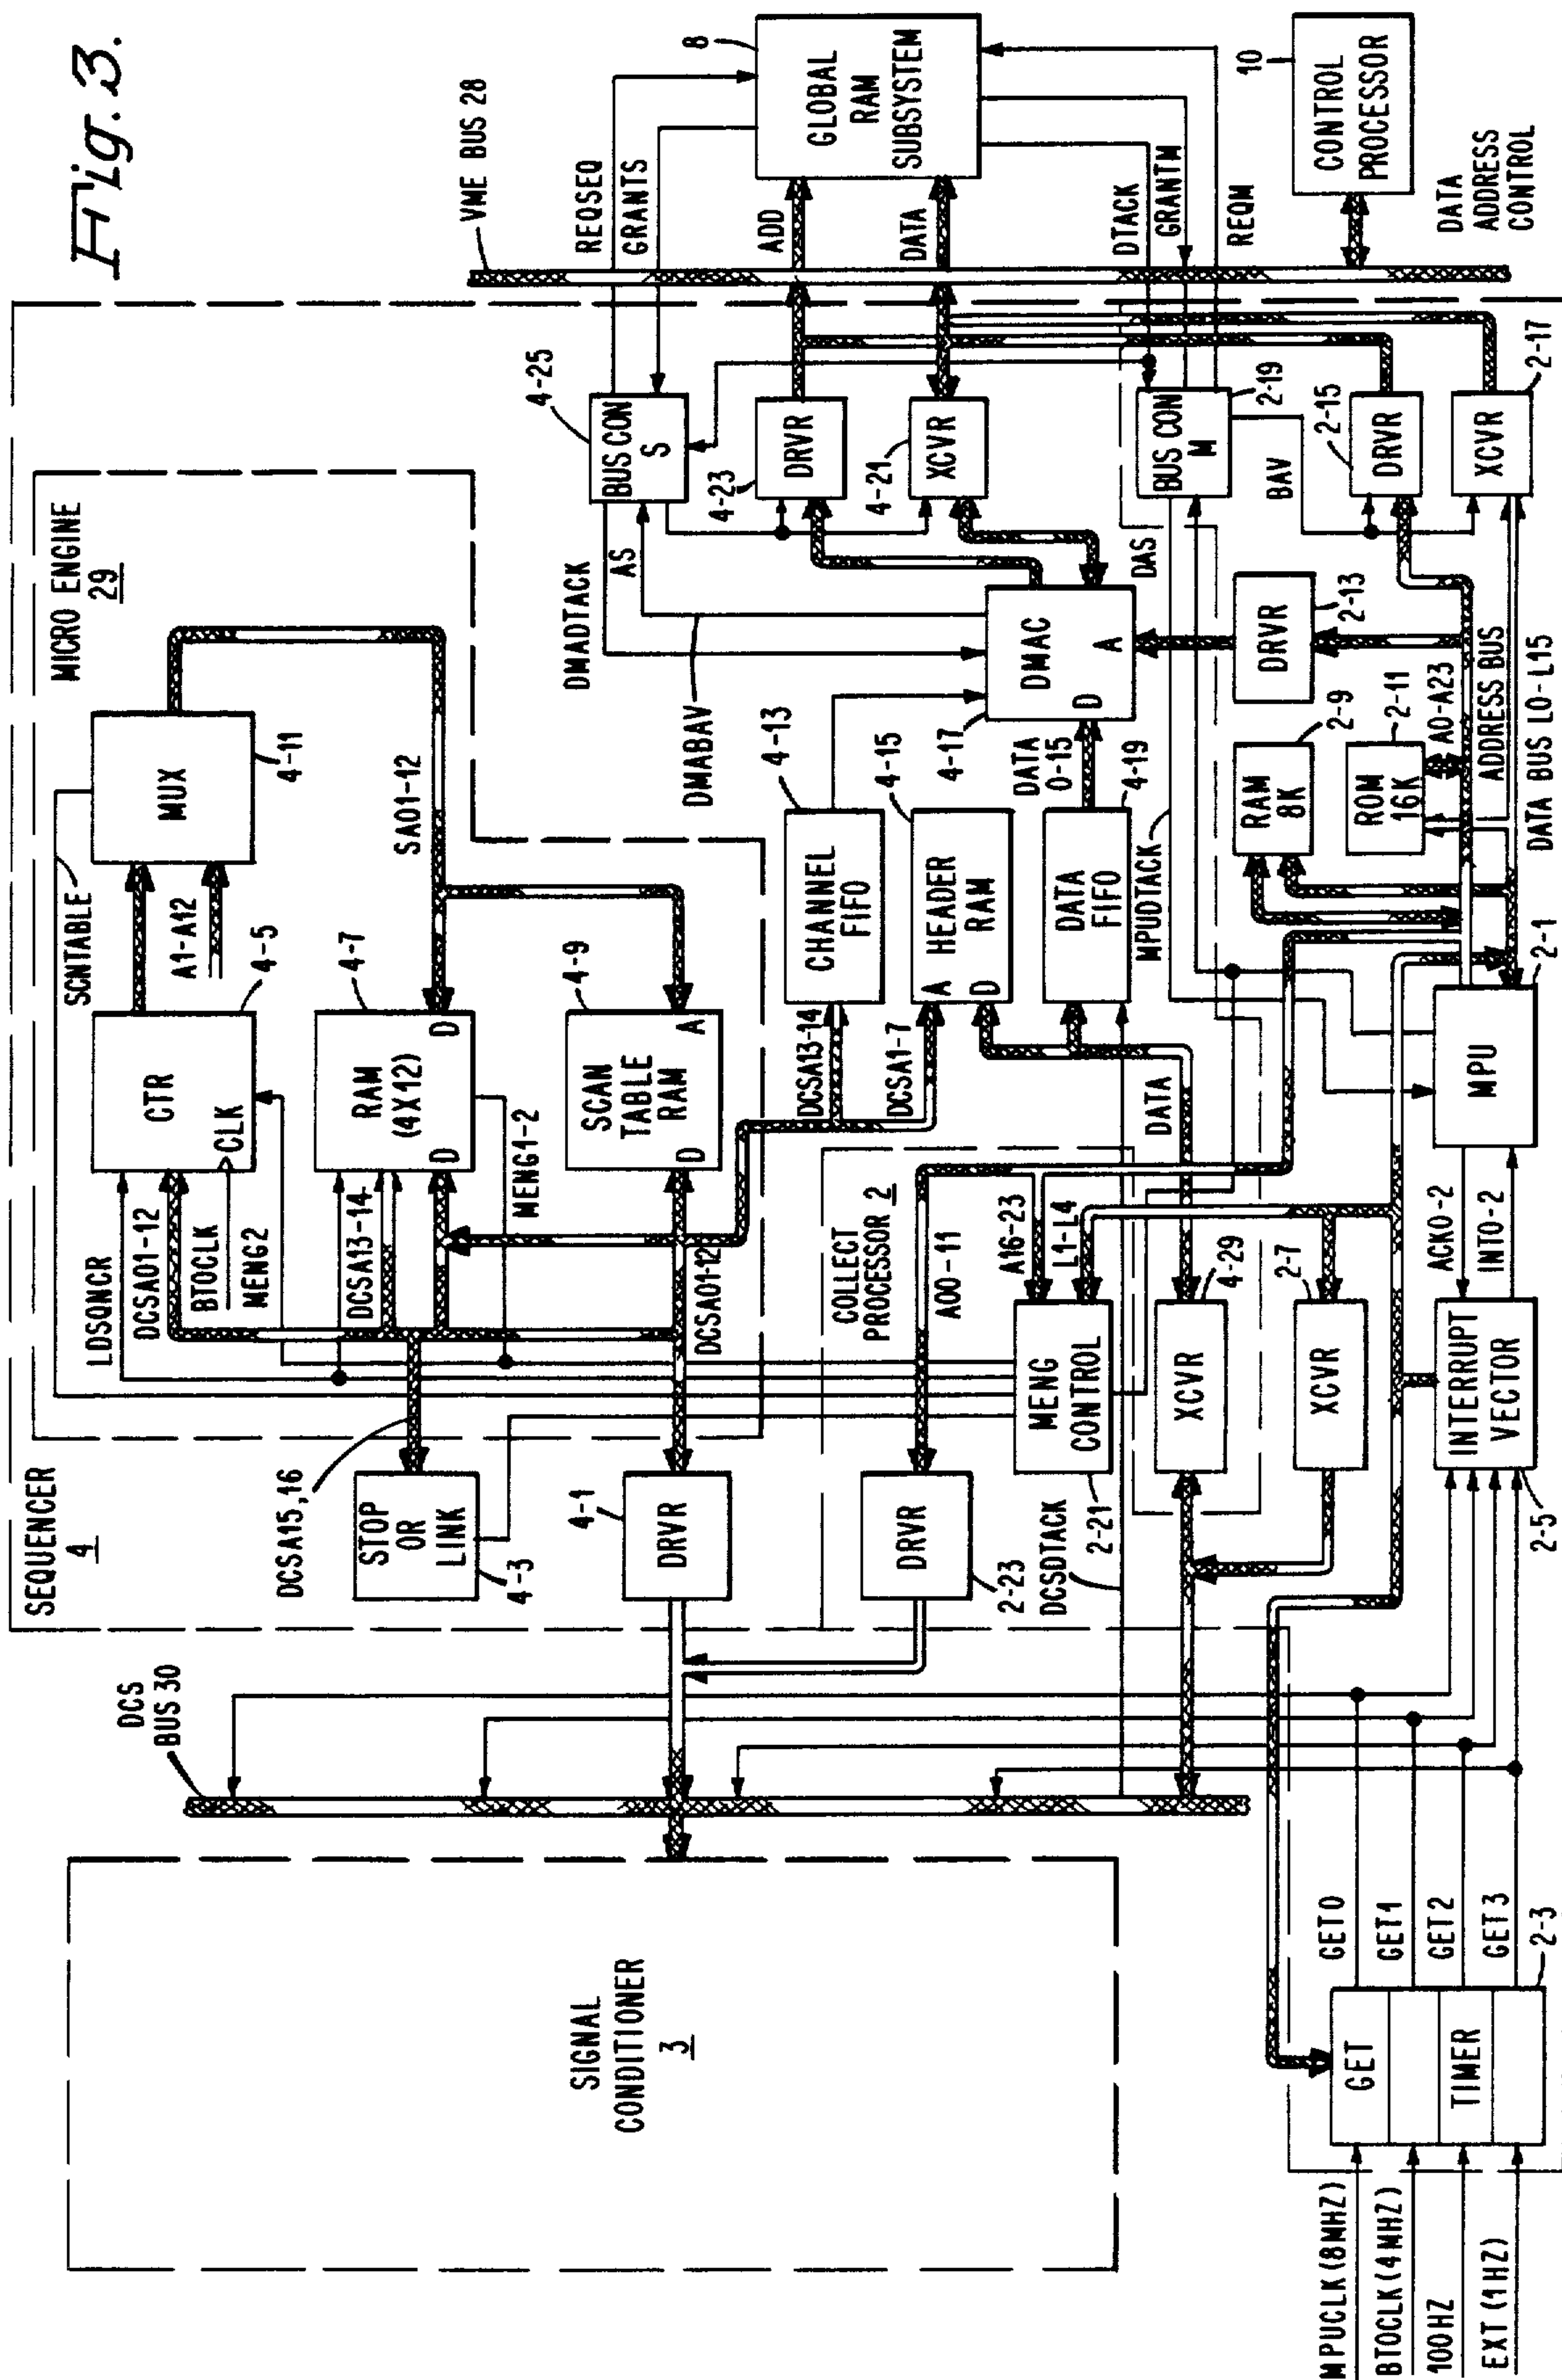 Fig. 3.
SEQUENCER
4
MICRO ENGINE
29
SCNTABLE
MUX
4-11
A1-A12
CTR
CLK
4-5
LDSQNCR
DCSA01-12
BTOCLK
MENG2
RAM
(4X12)
D
D
4-7
DCSA13-14
MENG1-2
SA01-12
SCAN
TABLE
RAM
D
A
4-9
DCSA01-12
DCSA15,16
STOP
OR
LINK
4-3
DRVR
4-1
DCS
BUS 30
SIGNAL
CONDITIONER
3
VME BUS 28
REQSEQ
GRANTS
ADD
DATA
DTACK
GRANTM
REQM
GLOBAL
RAM
SUBSYSTEM
8
CONTROL
PROCESSOR
10
DATA
ADDRESS
CONTROL
BUS CON
S
4-25
DRVR
4-23
XCVR
4-21
DMADTACK
AS
DMABAV
DMAC
D
A
4-17
CHANNEL
FIFO
4-13
HEADER
RAM
A
D
4-15
DATA
FIFO
4-19
DATA
0-15
DCSA13-14
DCSA1-7
DATA
MPUDTACK
DAS
BUS CON
M
2-19
BAV
DRVR
2-15
XCVR
2-17
DRVR
2-13
RAM
8K
2-9
ROM
16K
2-11
A0-A23
ADDRESS BUS
DATA BUS L0-L15
COLLECT
PROCESSOR 2
A00-11
A16-23
L1-L4
DRVR
2-23
MENG
CONTROL
2-21
DCSDTACK
XCVR
4-29
XCVR
2-7
MPU
2-1
ACK0-2
INT0-2
INTERRUPT
VECTOR
2-5
GET
TIMER
2-3
GET0
GET1
GET2
GET3
MPUCLK(8MHZ)
BTOCLK(4MHZ)
100HZ
EXT(1HZ)